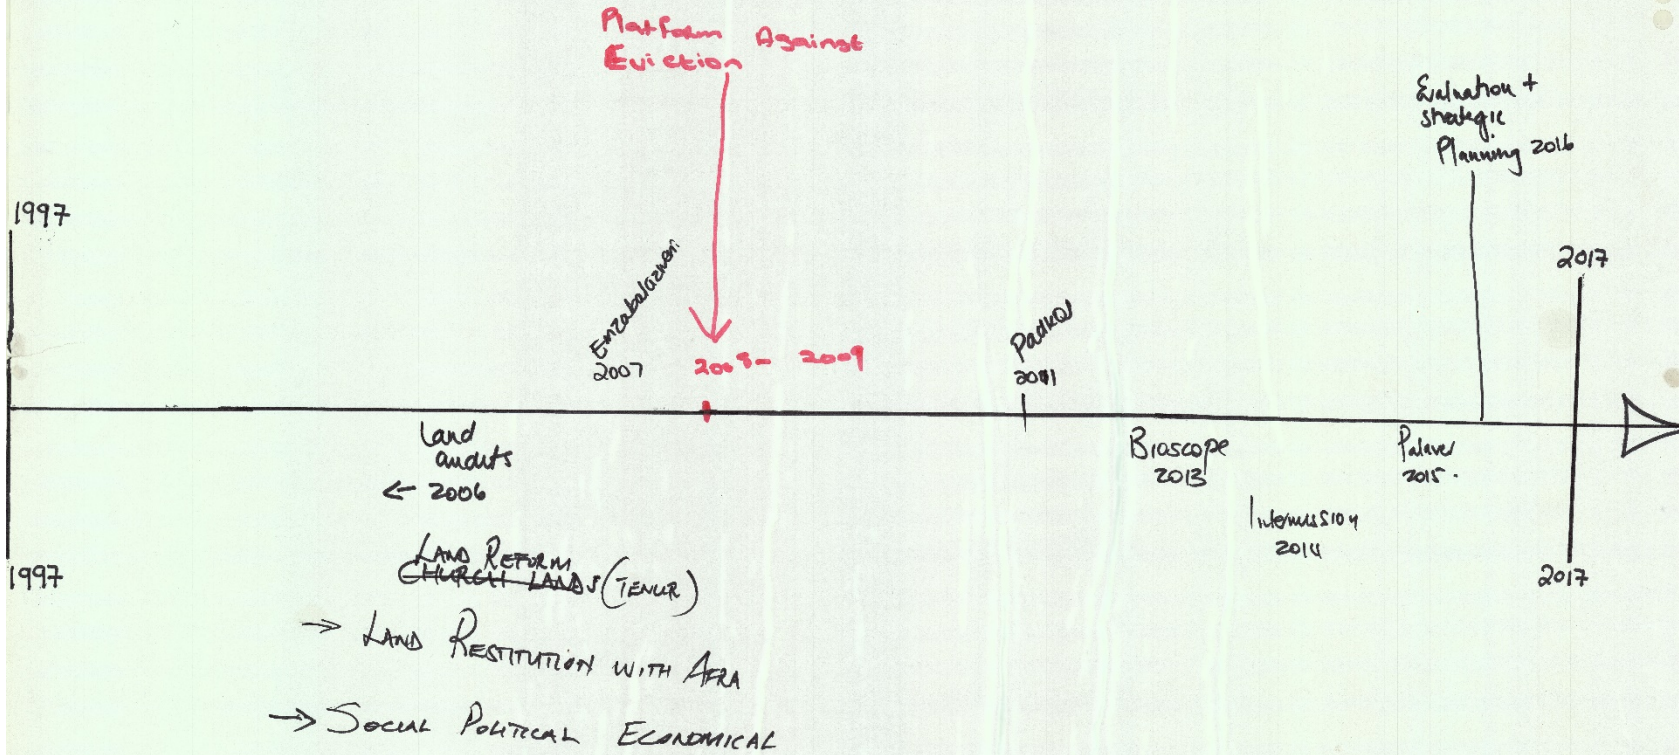 Platform Against
Eviction
Evaluation +
strategic
Planning 2016
1997
2017
Emzabalazweni
2007
2008- 2009
Padkos
2011
Land
audits
← 2006
Bioscope
2013
Palaver
2015.
Intermission
2014
LAND REFORM
CHURCH LANDS (TENUR)
1997
2017
→ LAND RESTITUTION WITH AFRA
→ SOCIAL POLITICAL ECONOMICAL